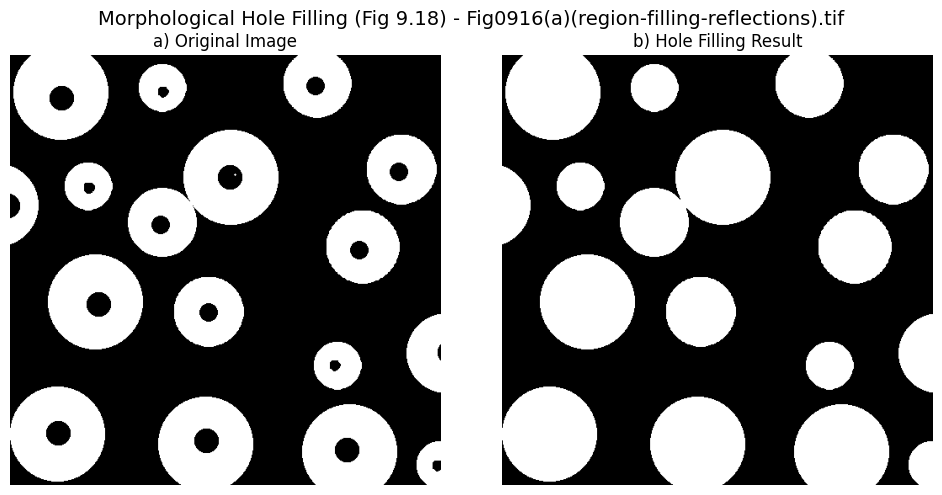 Morphological Hole Filling (Fig 9.18) - Fig0916(a)(region-filling-reflections).tif
a) Original Image
b) Hole Filling Result